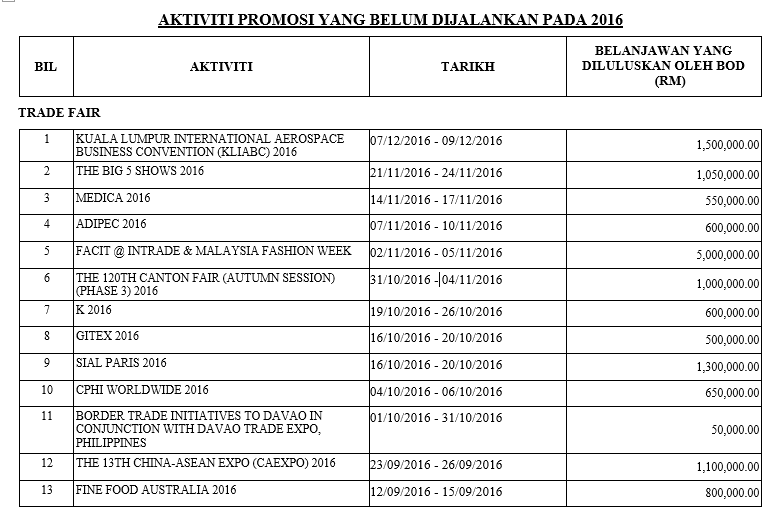 AKTIVITI PROMOSI YANG BELUM DIJALANKAN PADA 2016
BIL AKTIVITI TARIKH BELANJAWAN YANG DILULUSKAN OLEH BOD (RM)
TRADE FAIR
1 KUALA LUMPUR INTERNATIONAL AEROSPACE BUSINESS CONVENTION (KLIABC) 2016 07/12/2016 - 09/12/2016 1,500,000.00
2 THE BIG 5 SHOWS 2016 21/11/2016 - 24/11/2016 1,050,000.00
3 MEDICA 2016 14/11/2016 - 17/11/2016 550,000.00
4 ADIPEC 2016 07/11/2016 - 10/11/2016 600,000.00
5 FACIT @ INTRADE & MALAYSIA FASHION WEEK 02/11/2016 - 05/11/2016 5,000,000.00
6 THE 120TH CANTON FAIR (AUTUMN SESSION) (PHASE 3) 2016 31/10/2016 - 04/11/2016 1,000,000.00
7 K 2016 19/10/2016 - 26/10/2016 600,000.00
8 GITEX 2016 16/10/2016 - 20/10/2016 500,000.00
9 SIAL PARIS 2016 16/10/2016 - 20/10/2016 1,300,000.00
10 CPHI WORLDWIDE 2016 04/10/2016 - 06/10/2016 650,000.00
11 BORDER TRADE INITIATIVES TO DAVAO IN CONJUNCTION WITH DAVAO TRADE EXPO, PHILIPPINES 01/10/2016 - 31/10/2016 50,000.00
12 THE 13TH CHINA-ASEAN EXPO (CAEXPO) 2016 23/09/2016 - 26/09/2016 1,100,000.00
13 FINE FOOD AUSTRALIA 2016 12/09/2016 - 15/09/2016 800,000.00